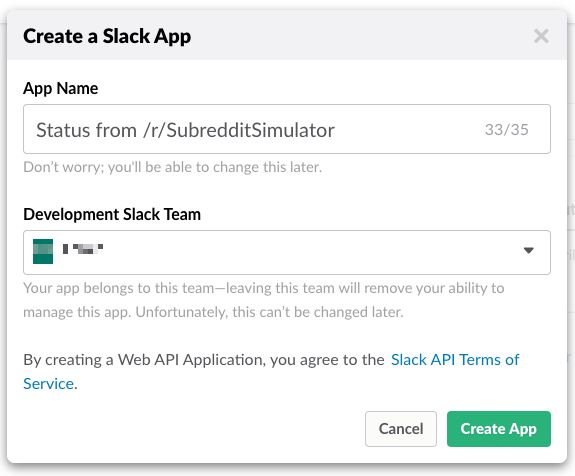 Create a Slack App
App Name
Status from /r/SubredditSimulator
33/35
Don't worry; you'll be able to change this later.
Development Slack Team
Your app belongs to this team—leaving this team will remove your ability to
manage this app. Unfortunately, this can't be changed later.
By creating a Web API Application, you agree to the Slack API Terms of
Service.
Cancel
Create App